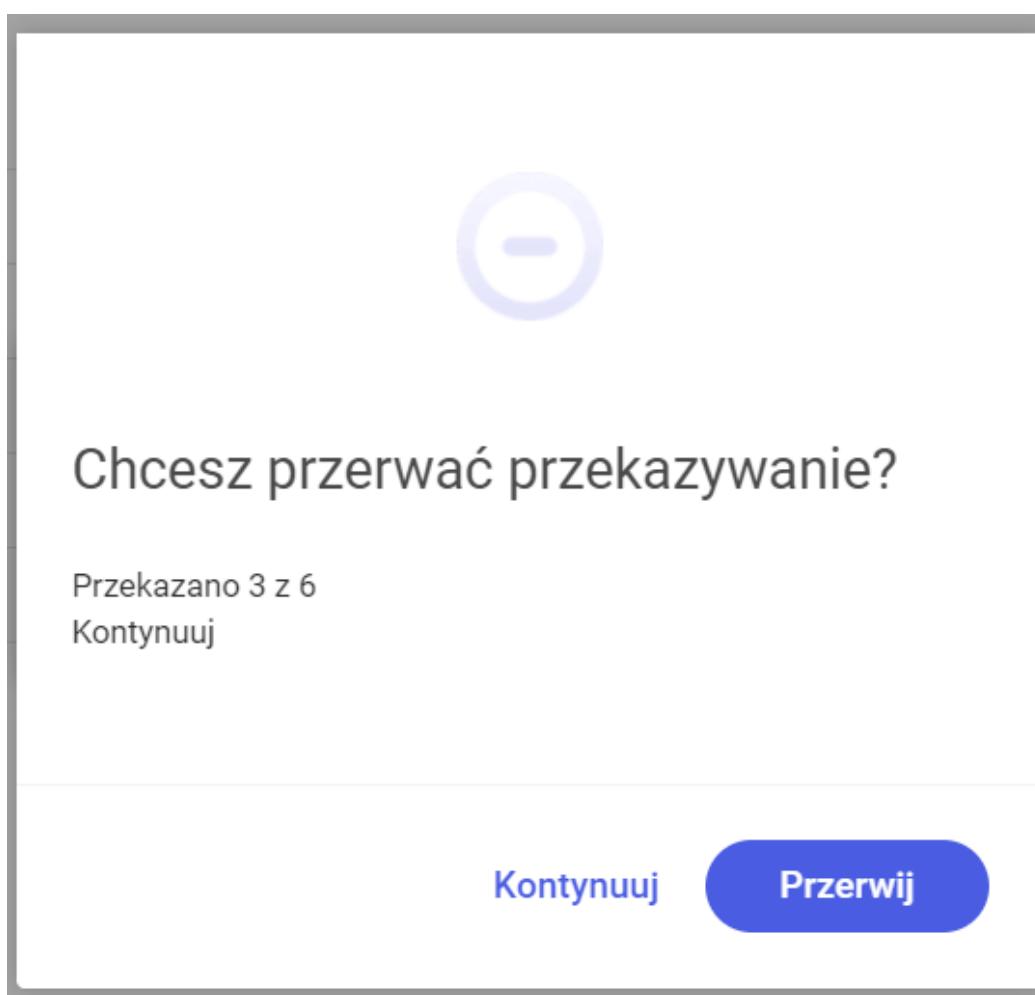 Chcesz przerwać przekazywanie?
Przekazano 3 z 6
Kontynuuj
Kontynuuj Przerwij